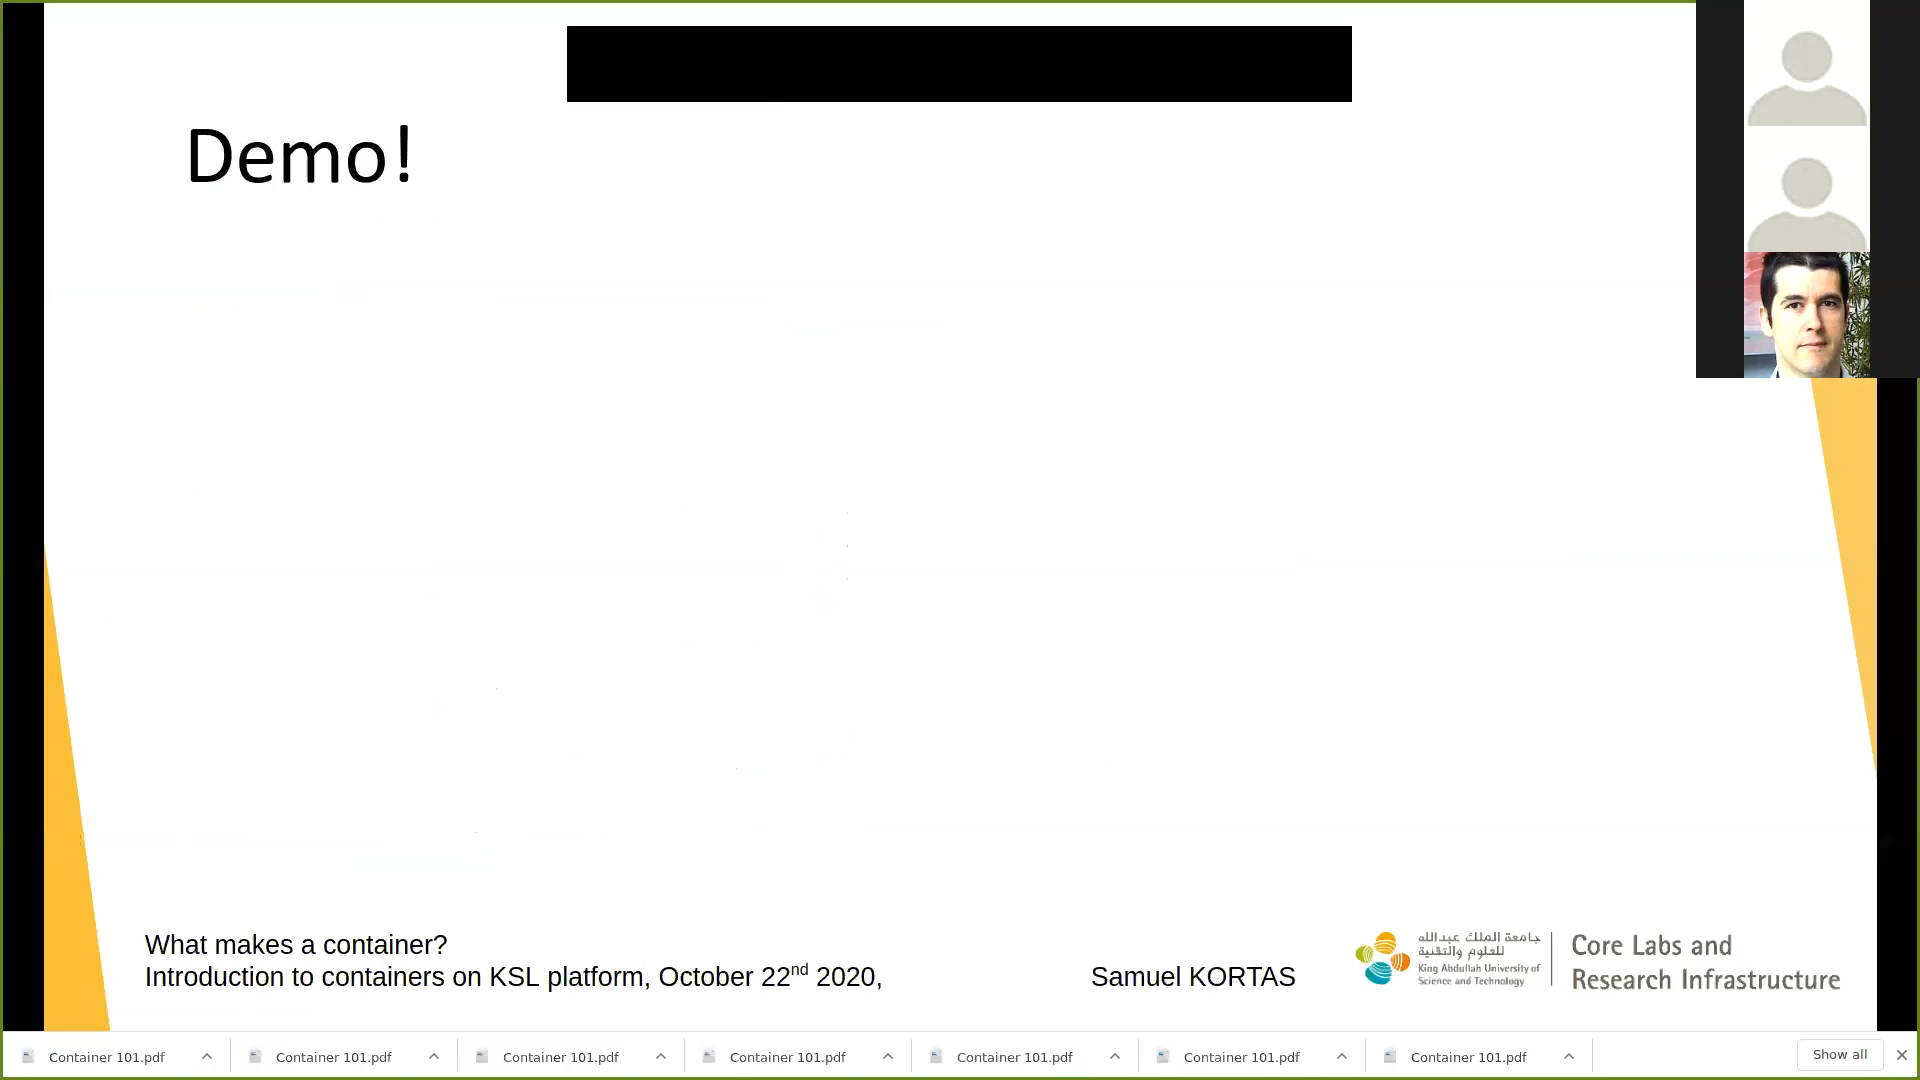 Demo!
What makes a container?
Introduction to containers on KSL platform, October 22nd 2020,
Samuel KORTAS
جامعة الملك عبدالله
للعلوم والتقنية
King Abdullah University of
Science and Technology
Core Labs and
Research Infrastructure
Container 101.pdf
Container 101.pdf
Container 101.pdf
Container 101.pdf
Container 101.pdf
Container 101.pdf
Container 101.pdf
Show all